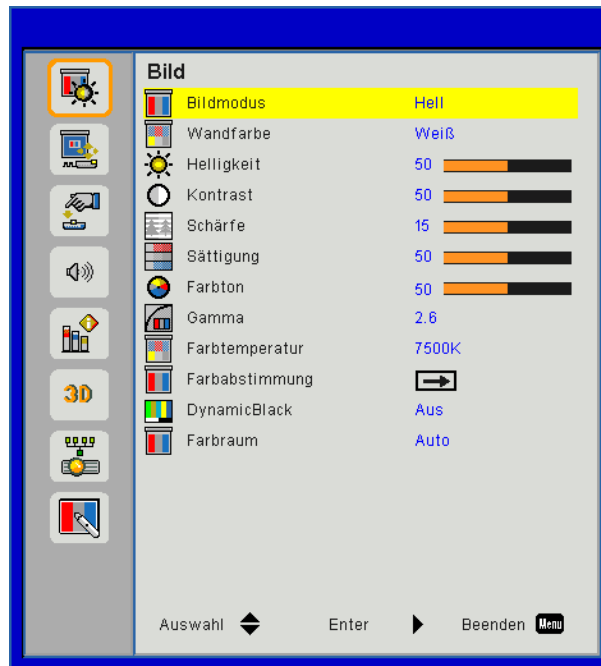 Bild
Bildmodus Hell
Wandfarbe Weiß
Helligkeit 50
Kontrast 50
Schärfe 15
Sättigung 50
Farbton 50
Gamma 2.6
Farbtemperatur 7500K
Farbabstimmung
DynamicBlack Aus
Farbraum Auto
3D
Auswahl Enter Beenden Menu